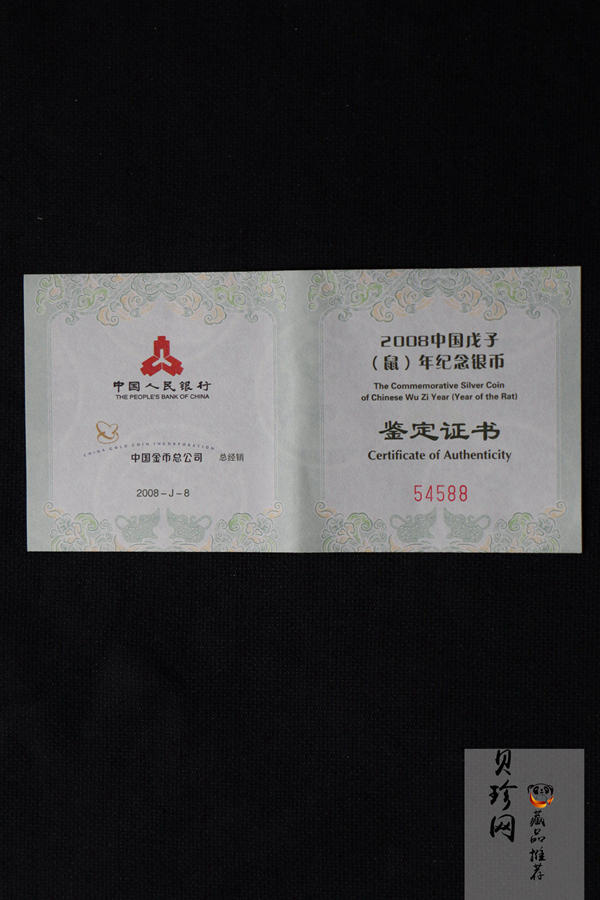 中国人民银行
THE PEOPLE'S BANK OF CHINA
CHINA GOLD COIN INCORPORATION
中国金币总公司 总经销
2008-J-8
2008中国戊子
（鼠）年纪念银币
The Commemorative Silver Coin
of Chinese Wu Zi Year (Year of the Rat)
鉴定证书
Certificate of Authenticity
54588
贝珍网
藏品推荐